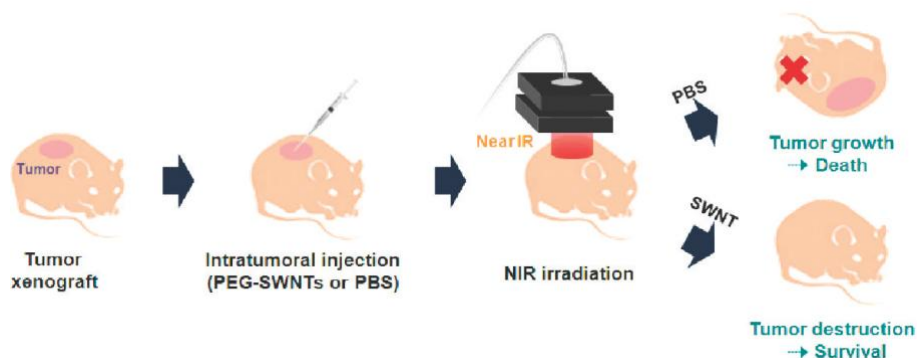 Tumor
Tumor
xenograft
Intratumoral injection
(PEG-SWNTs or PBS)
Near IR
NIR irradiation
PBS
Tumor growth
→ Death
SWNT
Tumor destruction
→ Survival